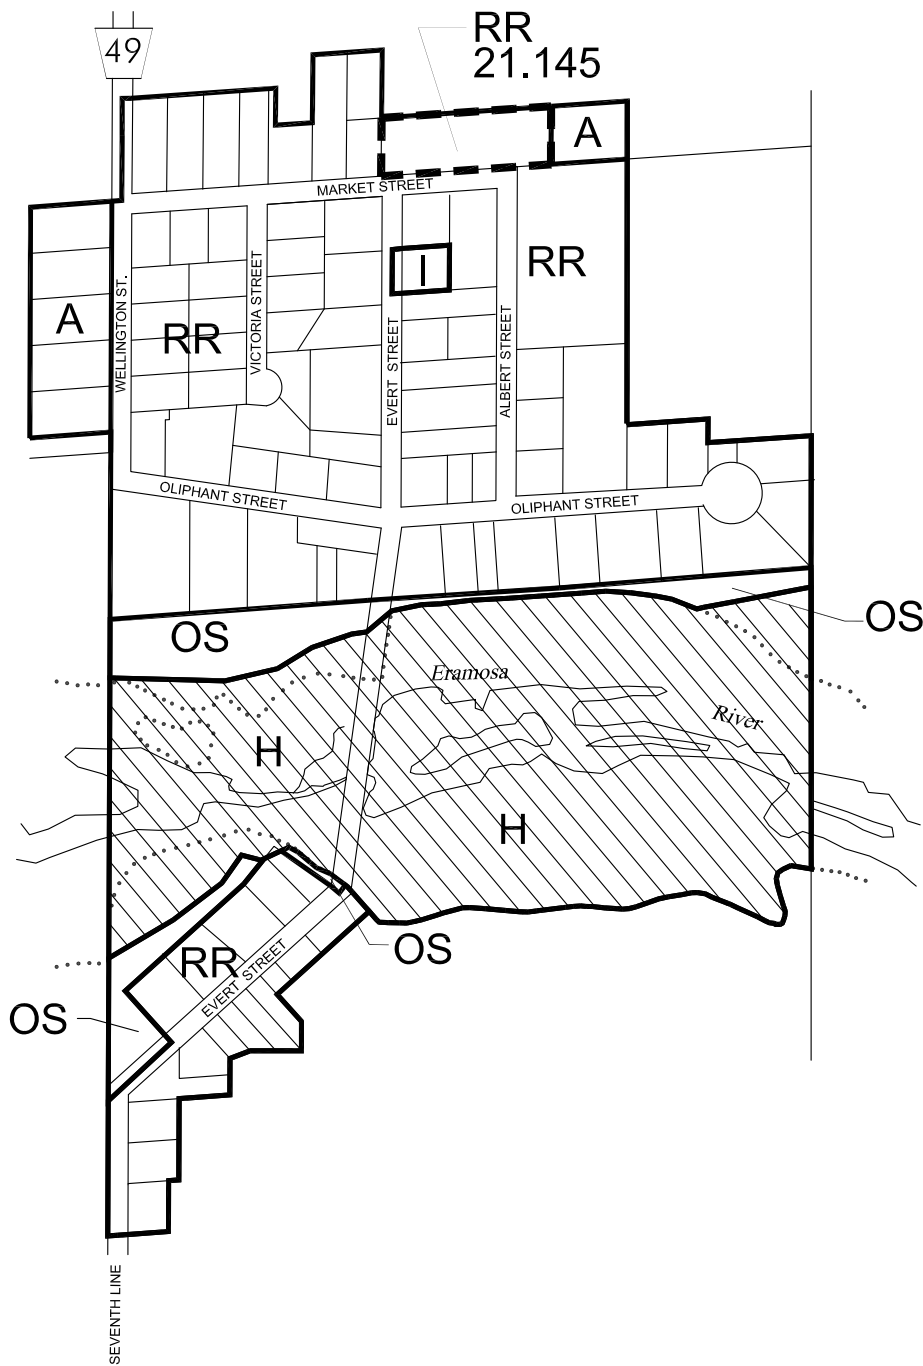 49
RR
21.145
A
MARKET STREET
RR
I
A
RR
WELLINGTON ST.
VICTORIA STREET
EVERT STREET
ALBERT STREET
OLIPHANT STREET
OLIPHANT STREET
OS
OS
Eramosa
River
H
H
OS
RR
EVERT STREET
OS
SEVENTH LINE